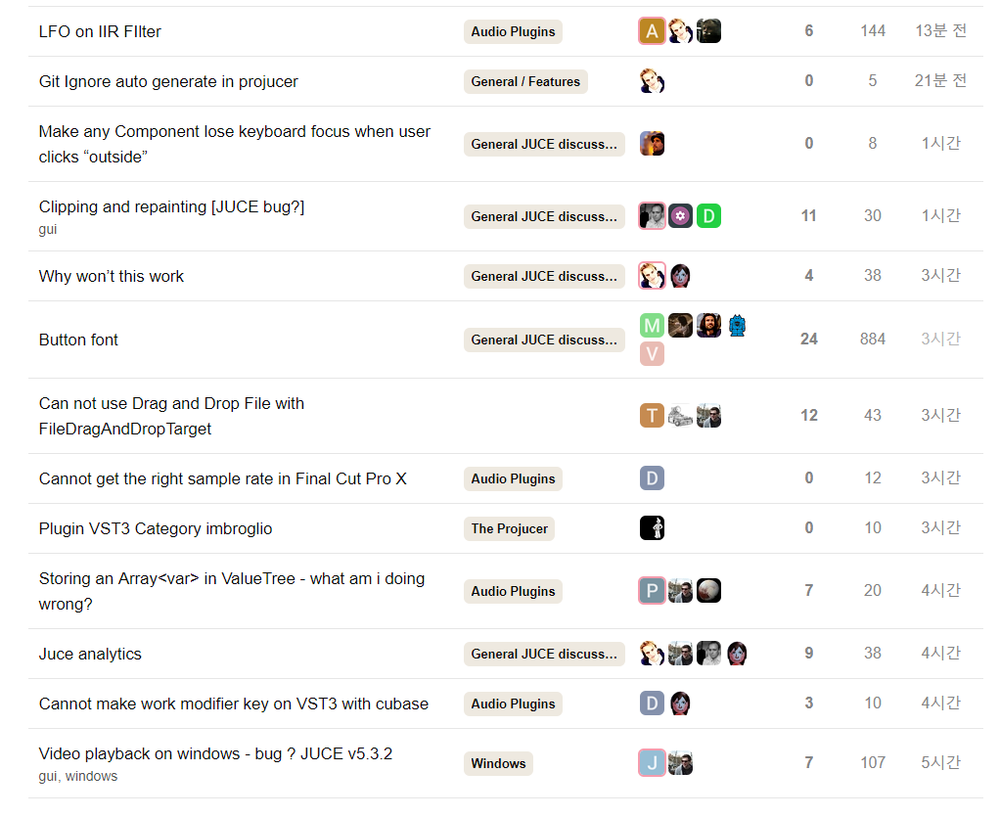 LFO on IIR FIlter Audio Plugins A 6 144 13분 전
Git Ignore auto generate in projucer General / Features 0 5 21분 전
Make any Component lose keyboard focus when user
clicks “outside” General JUCE discuss... 0 8 1시간
Clipping and repainting [JUCE bug?] General JUCE discuss... D 11 30 1시간
gui
Why won’t this work General JUCE discuss... 4 38 3시간
Button font General JUCE discuss... M V 24 884 3시간
Can not use Drag and Drop File with
FileDragAndDropTarget T 12 43 3시간
Cannot get the right sample rate in Final Cut Pro X Audio Plugins D 0 12 3시간
Plugin VST3 Category imbroglio The Projucer 0 10 3시간
Storing an Array<var> in ValueTree - what am i doing
wrong? Audio Plugins P 7 20 4시간
Juce analytics General JUCE discuss... 9 38 4시간
Cannot make work modifier key on VST3 with cubase Audio Plugins D 3 10 4시간
Video playback on windows - bug ? JUCE v5.3.2 Windows J 7 107 5시간
gui, windows